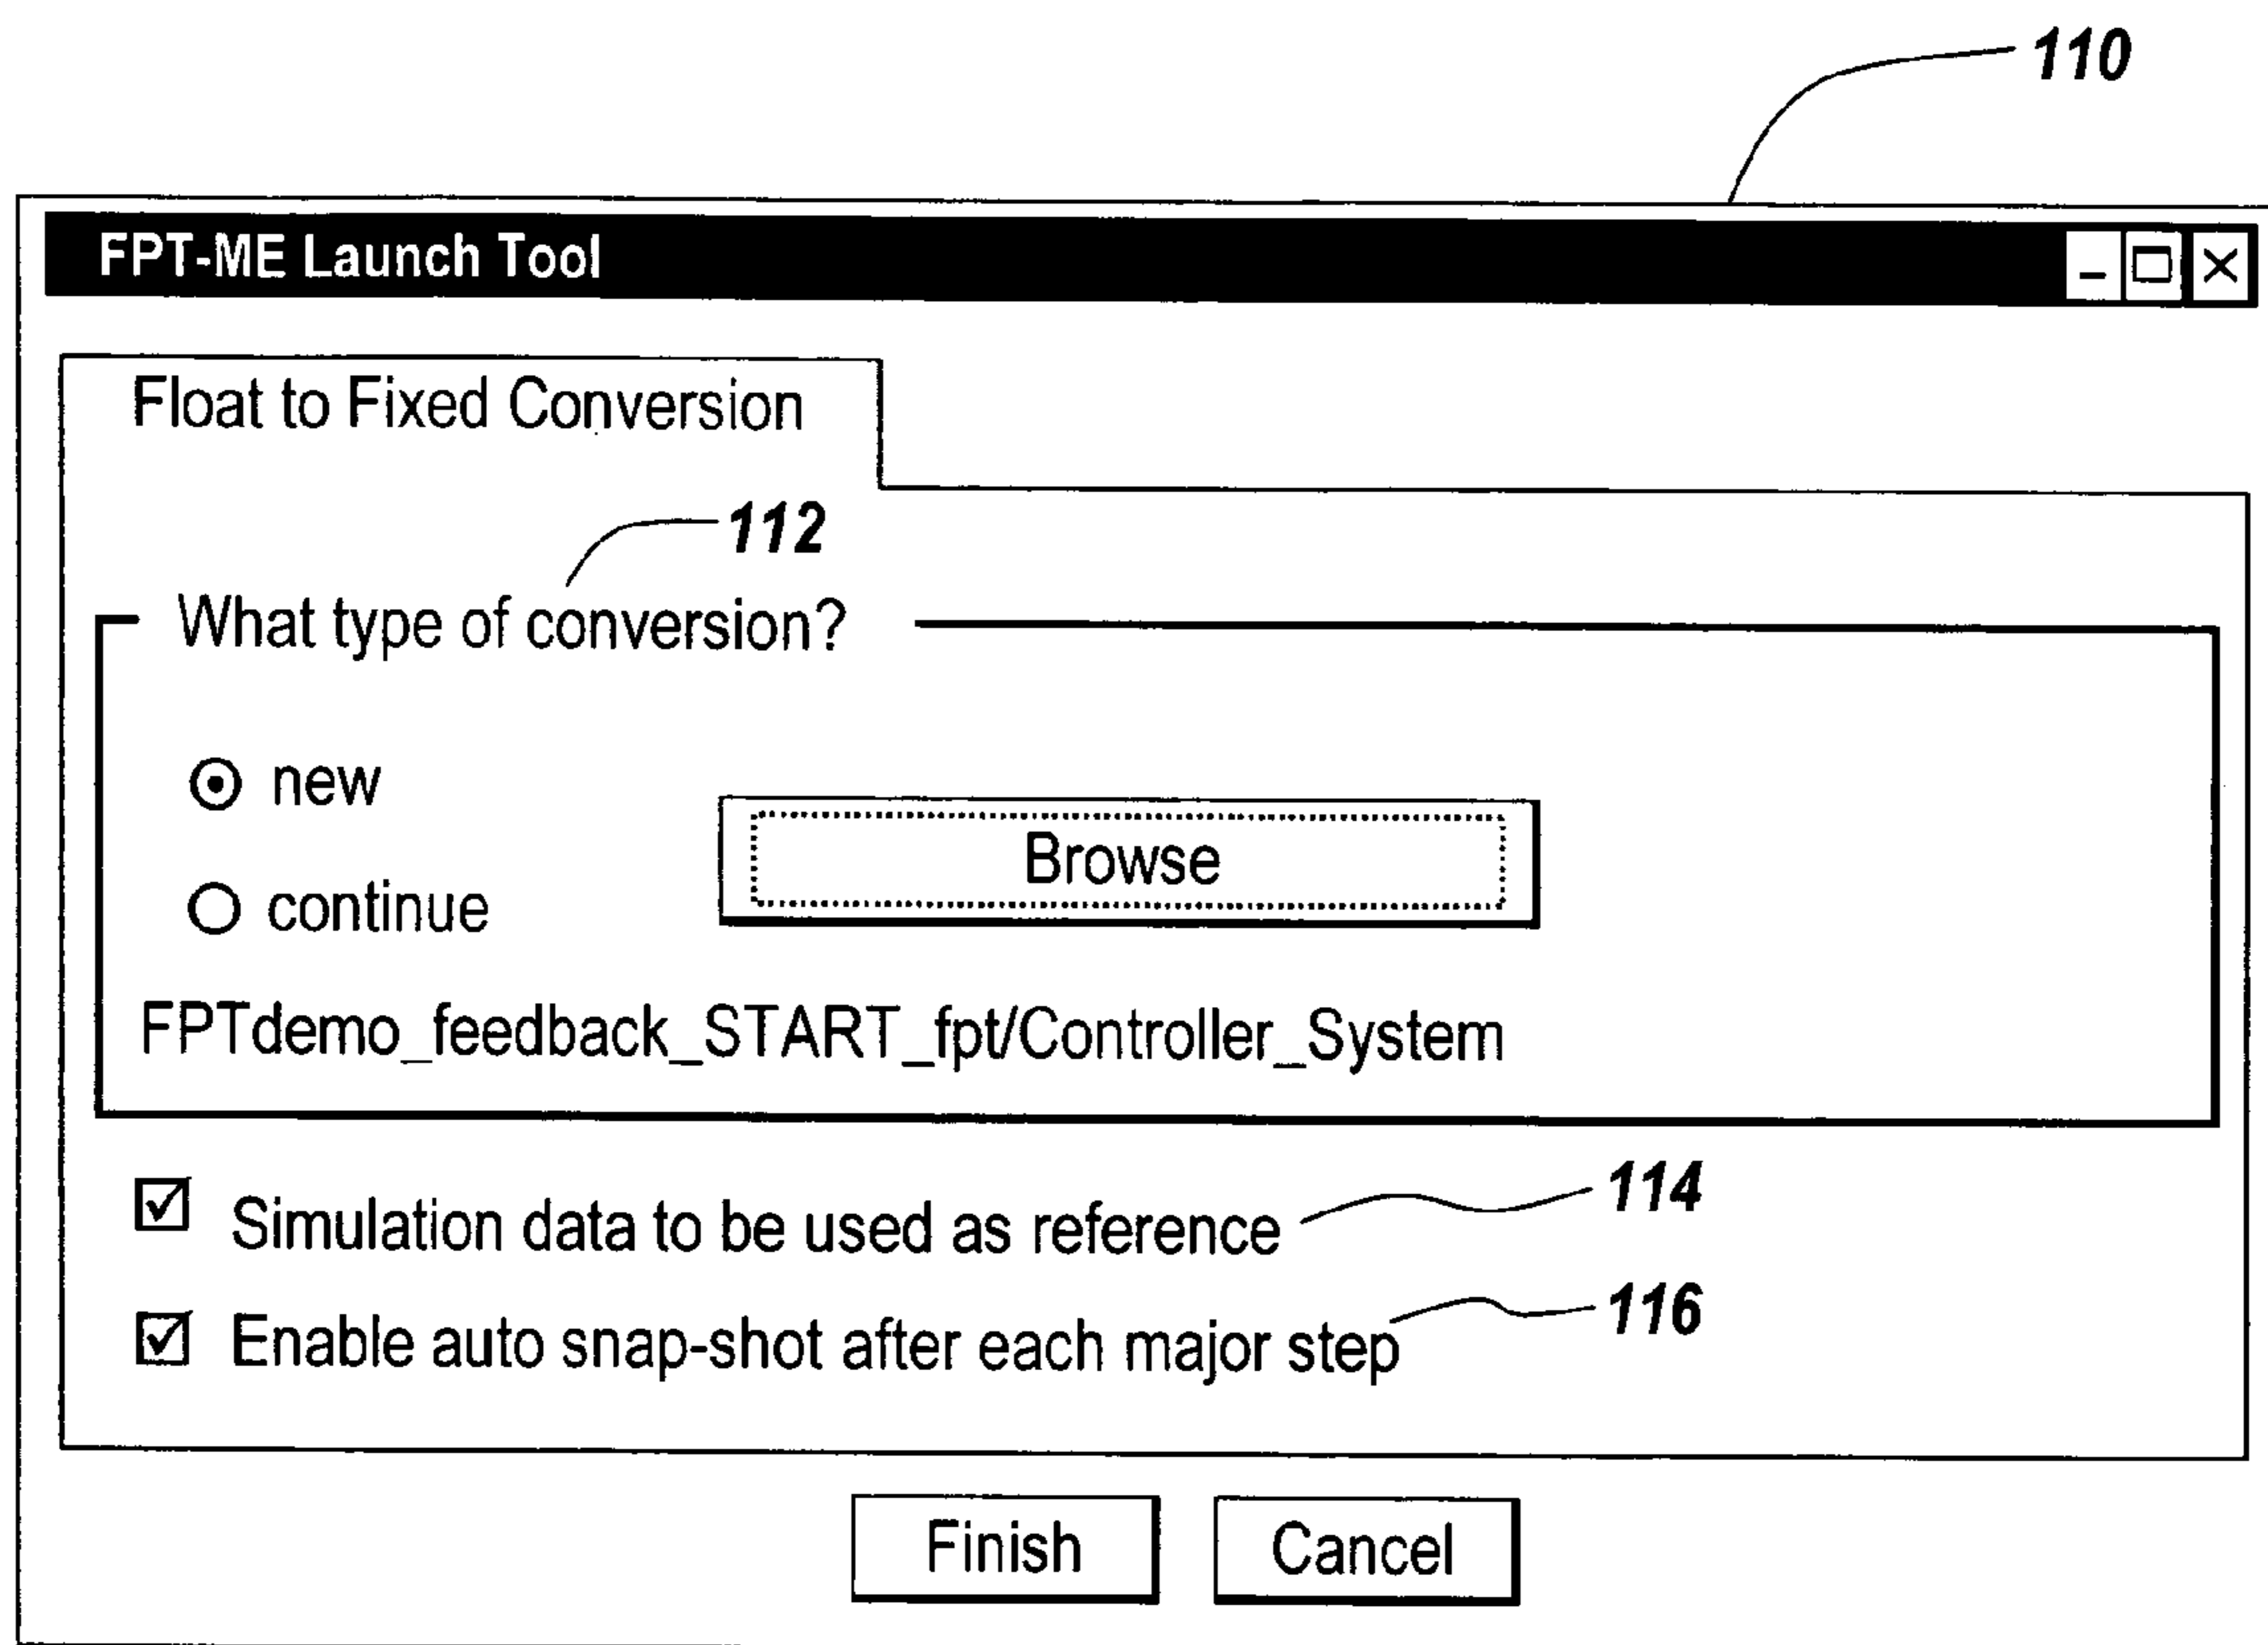 110
FPT-ME Launch Tool
Float to Fixed Conversion
112
What type of conversion?
new
Browse
continue
FPTdemo_feedback_START_fpt/Controller_System
Simulation data to be used as reference
114
Enable auto snap-shot after each major step
116
Finish
Cancel